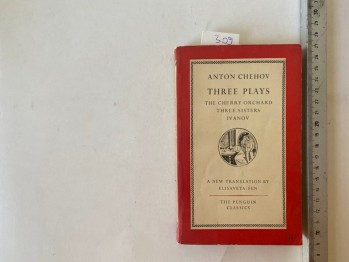 309
ANTON CHEHOV
THREE PLAYS
THE CHERRY ORCHARD
THREE SISTERS
IVANOV
A NEW TRANSLATION BY
ELISAVETA FEN
THE PENGUIN
CLASSICS